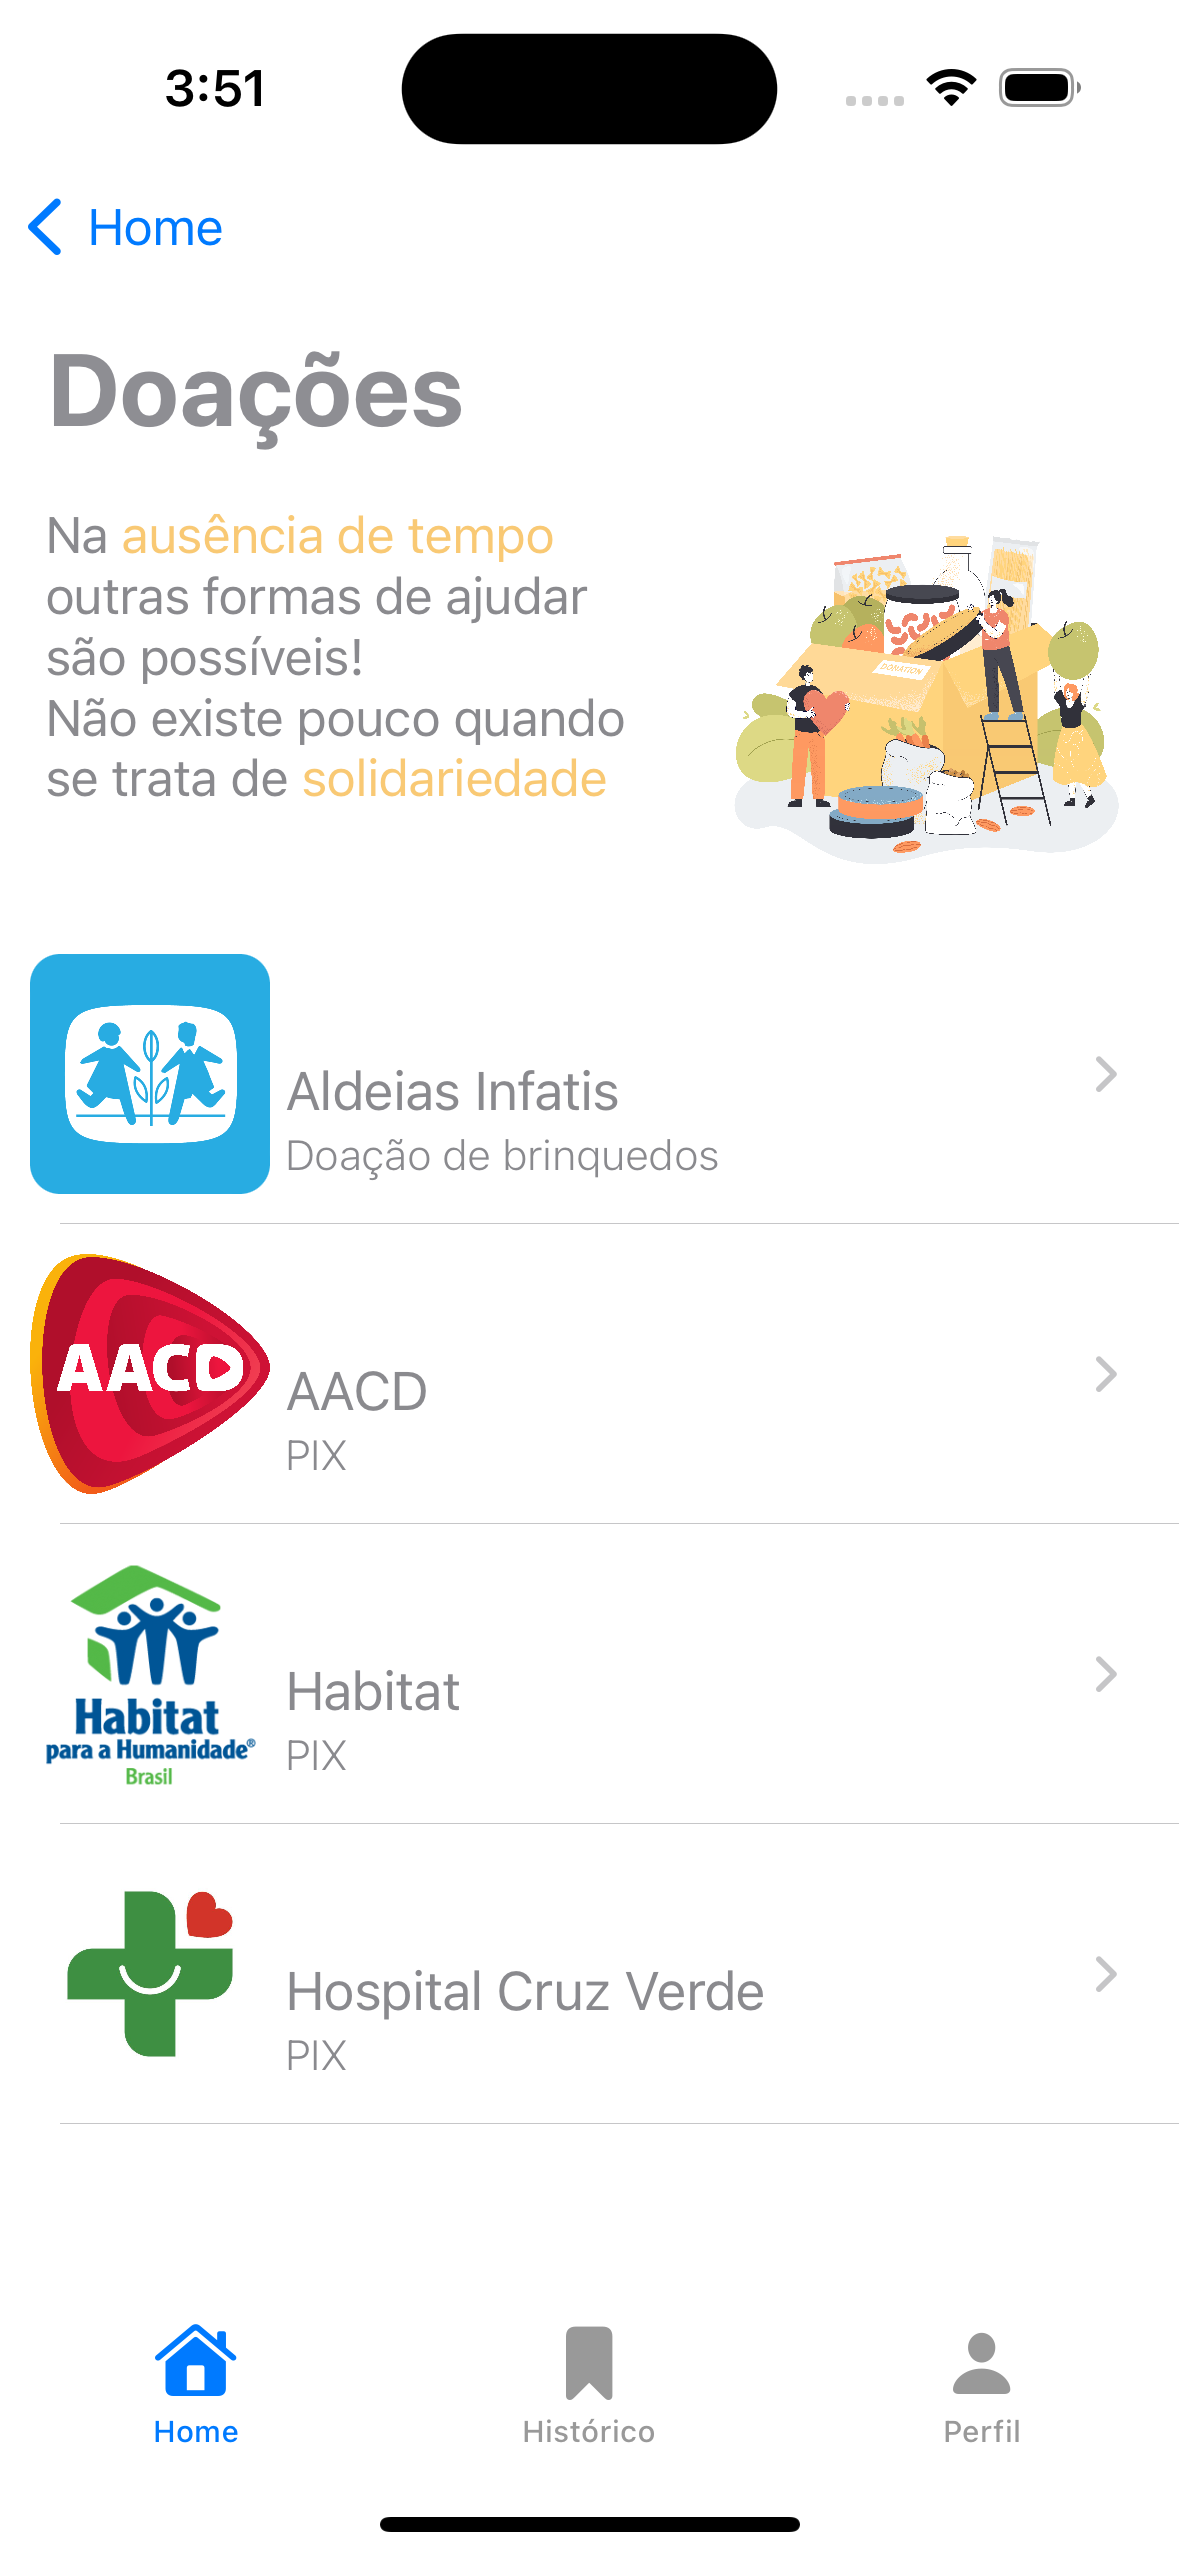 3:51
Home
Doações
Na ausência de tempo
outras formas de ajudar
são possíveis!
Não existe pouco quando
se trata de solidariedade
DONATION
Aldeias Infatis
Doação de brinquedos
AACD
AACD
PIX
Habitat
para a Humanidade®
Brasil
Habitat
PIX
Hospital Cruz Verde
PIX
Home
Histórico
Perfil